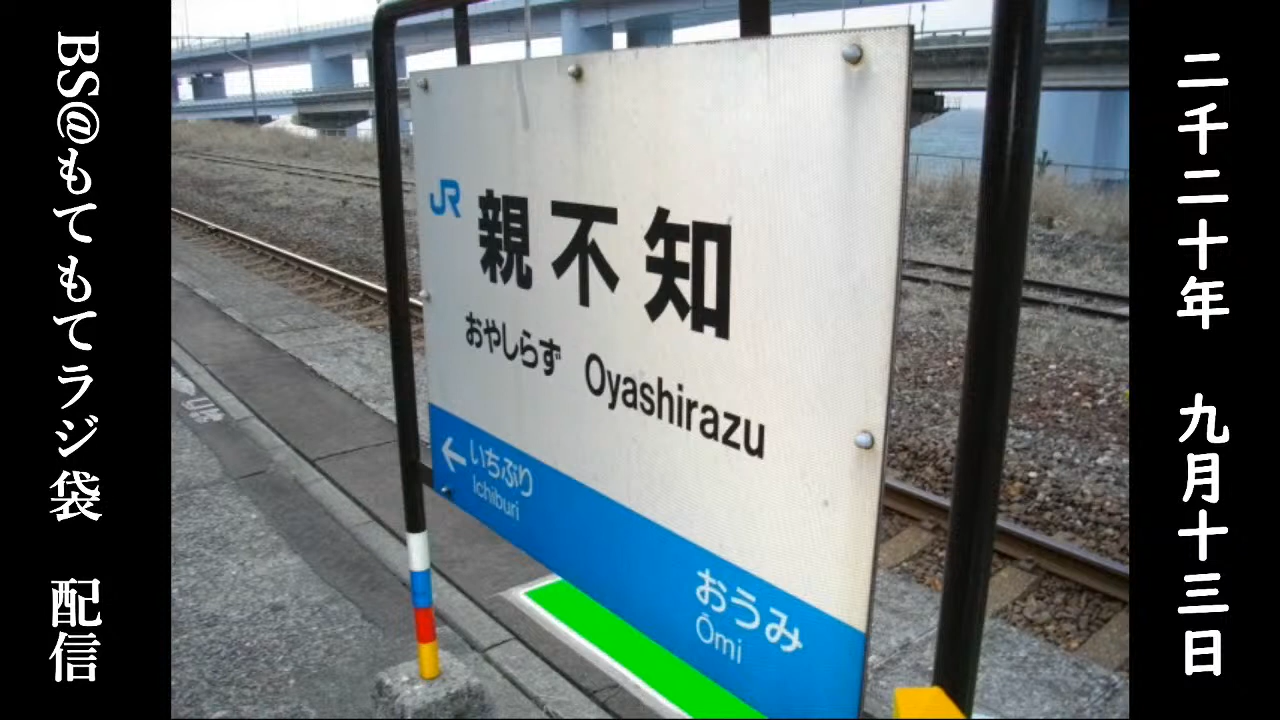 BS@もてもてラジ袋　配信
JR
親不知
おやしらず Oyashirazu
←いちぶり
Ichiburi
おうみ
Ōmi
二千二十年　九月十三日